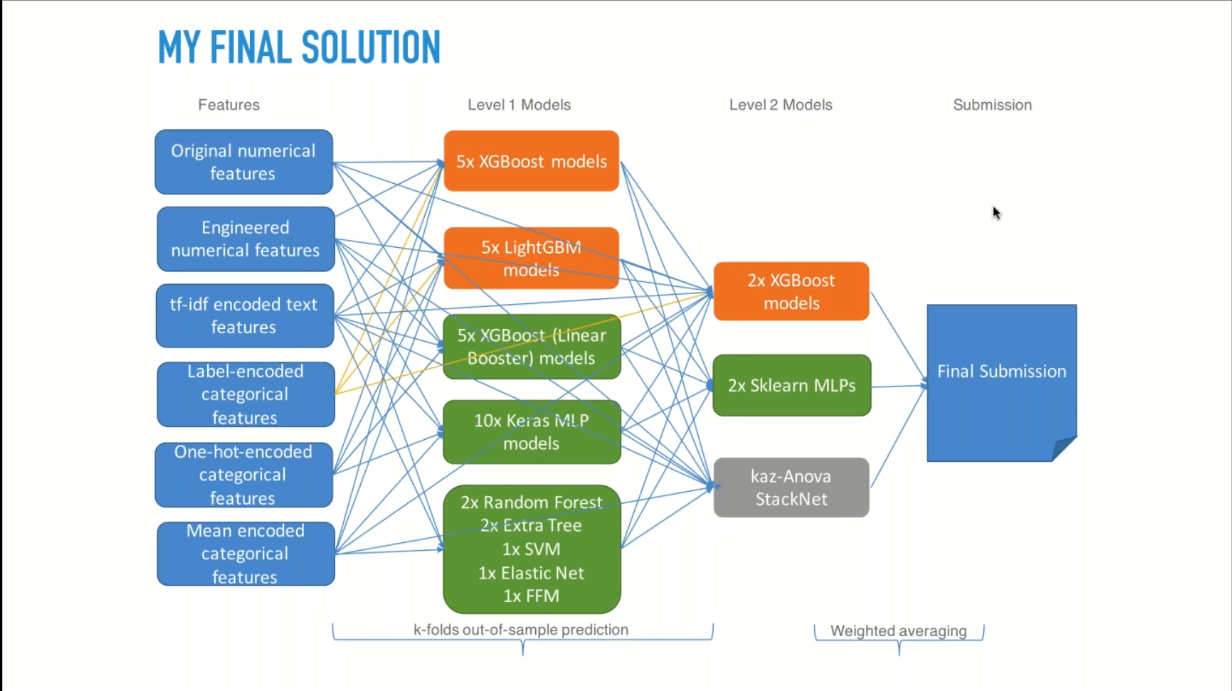 MY FINAL SOLUTION
Features
Level 1 Models
Level 2 Models
Submission
Original numerical
features
Engineered
numerical features
tf-idf encoded text
features
Label-encoded
categorical
features
One-hot-encoded
categorical
features
Mean encoded
categorical
features
5x XGBoost models
5x LightGBM
models
5x XGBoost (Linear
Booster) models
10x Keras MLP
models
2x Random Forest
2x Extra Tree
1x SVM
1x Elastic Net
1x FFM
2x XGBoost
models
2x Sklearn MLPs
kaz-Anova
StackNet
Final Submission
k-folds out-of-sample prediction
Weighted averaging